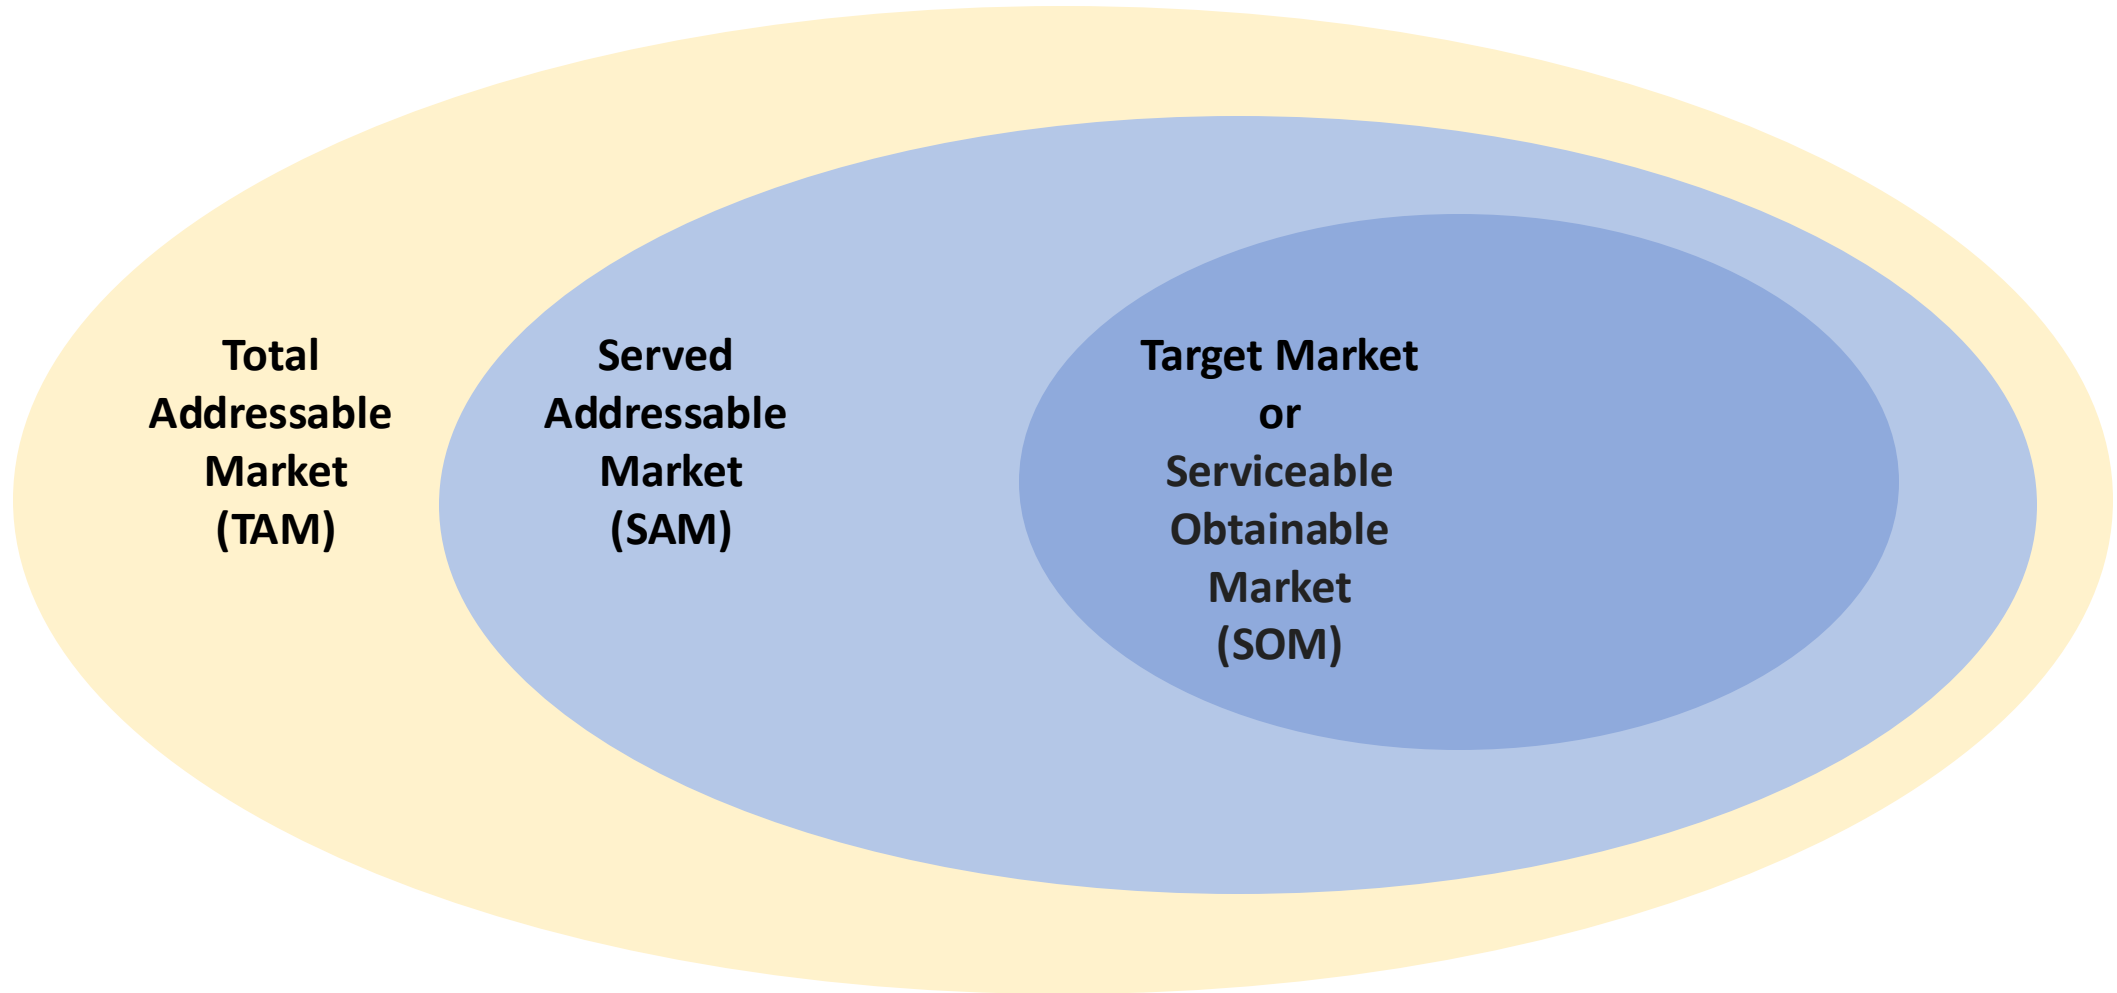 Total
Addressable
Market
(TAM)
Served
Addressable
Market
(SAM)
Target Market
or
Serviceable
Obtainable
Market
(SOM)